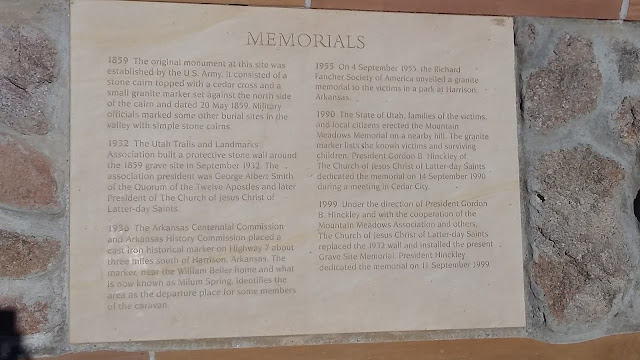 MEMORIALS
1859 The original monument at this site was
established by the U.S. Army. It consisted of a
stone cairn topped with a cedar cross and a
small granite marker set against the north side
of the cairn and dated 20 May 1859. Military
officials marked some other burial sites in the
valley with simple stone cairns.
1932 The Utah Trails and Landmarks
Association built a protective stone wall around
the 1859 grave site in September 1932. The
association president was George Albert Smith
of the Quorum of the Twelve Apostles and later
President of The Church of Jesus Christ of
Latter-day Saints.
1936 The Arkansas Centennial Commission
and Arkansas History Commission placed a
cast iron historical marker on Highway 7 about
three miles south of Harrison, Arkansas. The
marker, near the William Beller home and what
is now known as Milum Spring, identifies the
area as the departure place for some members
of the caravan.
1955 On 4 September 1955, the Richard
Fancher Society of America unveiled a granite
memorial to the victims in a park at Harrison,
Arkansas.
1990 The State of Utah, families of the victims,
and local citizens erected the Mountain
Meadows Memorial on a nearby hill. The granite
marker lists the known victims and surviving
children. President Gordon B. Hinckley of
The Church of Jesus Christ of Latter-day Saints
dedicated the memorial on 14 September 1990
during a meeting in Cedar City.
1999 Under the direction of President Gordon
B. Hinckley and with the cooperation of the
Mountain Meadows Association and others,
The Church of Jesus Christ of Latter-day Saints
replaced the 1932 wall and installed the present
Grave Site Memorial. President Hinckley
dedicated the memorial on 11 September 1999.